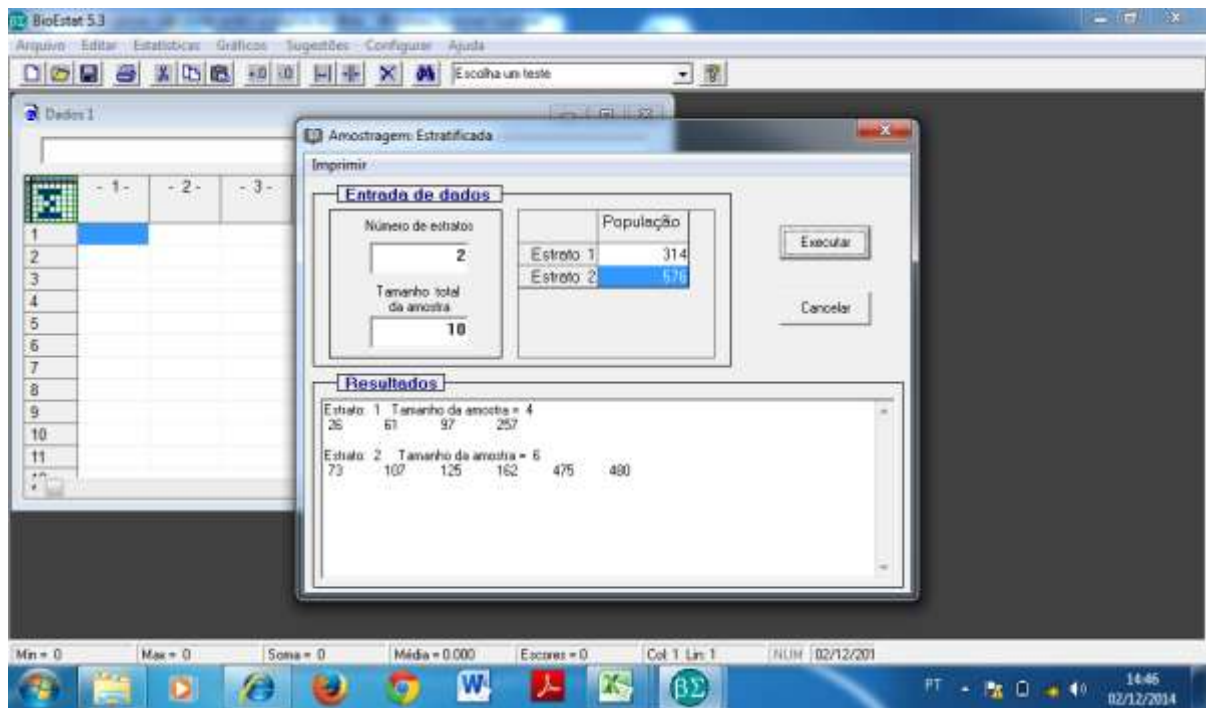 BioEstat 5.3
Arquivo Editar Estatísticas Gráficos Sugestões Configurar Ajuda
Escolha um teste
Dados 1
- 1 - - 2 - - 3 -
1
2
3
4
5
6
7
8
9
10
11
Amostragem: Estratificada
Imprimir
Entrada de dados
Número de estratos
2
Tamanho total
da amostra
10
População
Estrato 1 314
Estrato 2 576
Executar
Cancelar
Resultados
Estrato: 1 Tamanho da amostra = 4
26 61 97 257
Estrato: 2 Tamanho da amostra = 6
73 107 125 162 475 480
Min = 0 Max = 0 Soma = 0 Média = 0.000 Escores = 0 Col: 1 Lin: 1 NUM 02/12/201
PT 14:46
02/12/2014